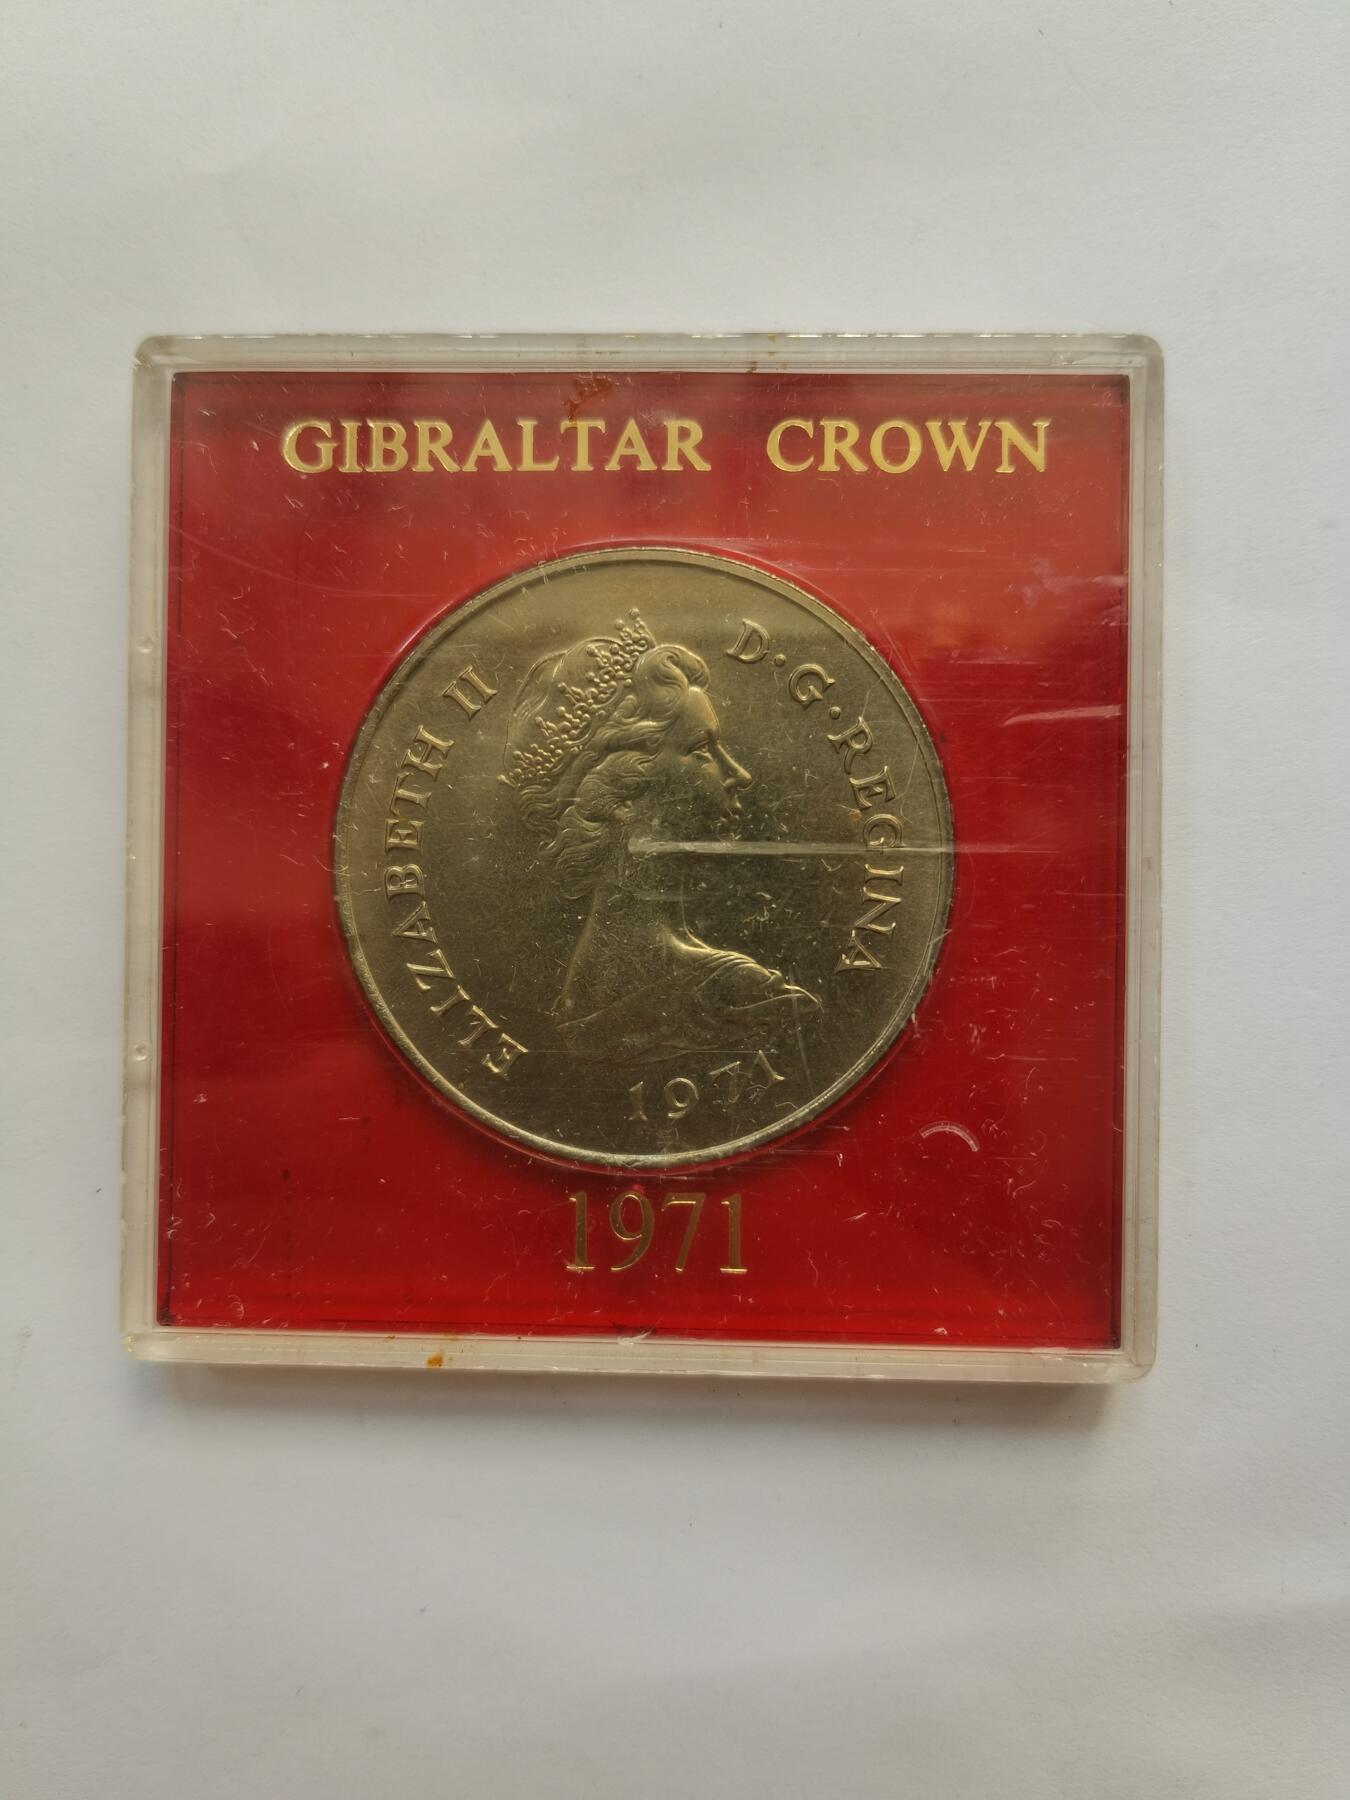 GIBRALTAR CROWN
ELIZABETH II
D·G·REGINA
1971
1971